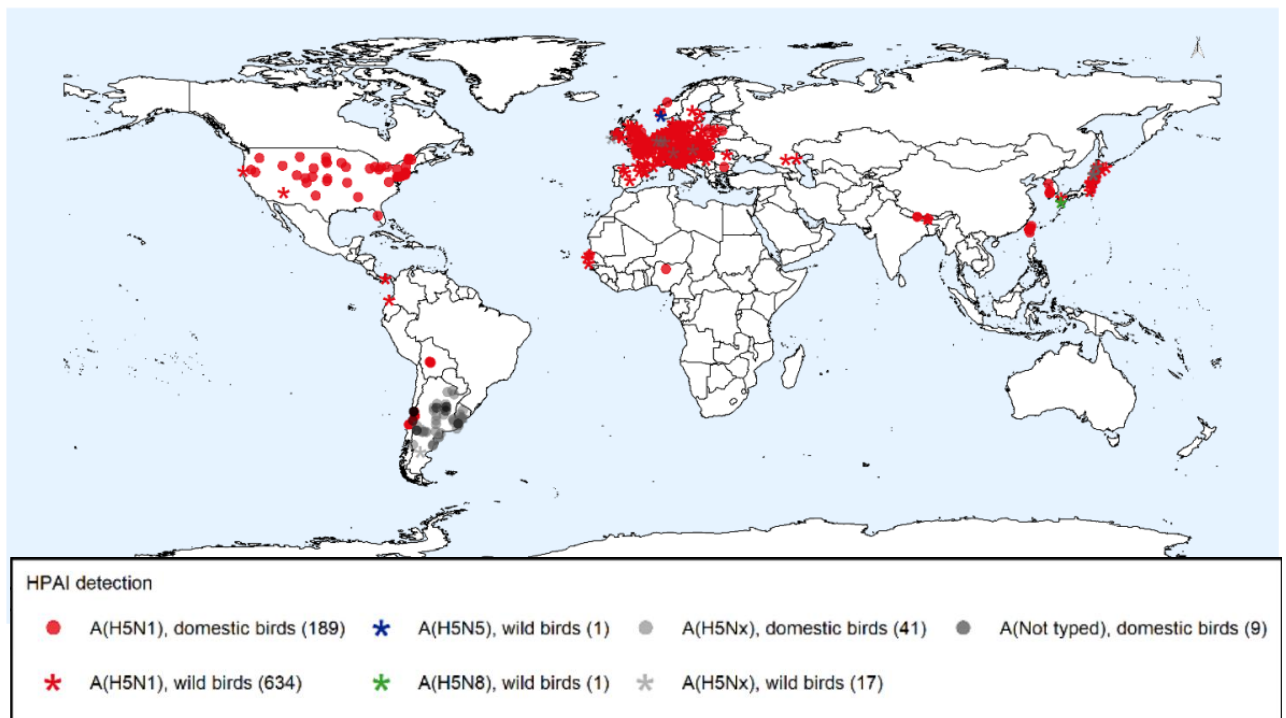 HPAI detection
A(H5N1), domestic birds (189) A(H5N5), wild birds (1) A(H5Nx), domestic birds (41) A(Not typed), domestic birds (9)
A(H5N1), wild birds (634) A(H5N8), wild birds (1) A(H5Nx), wild birds (17)